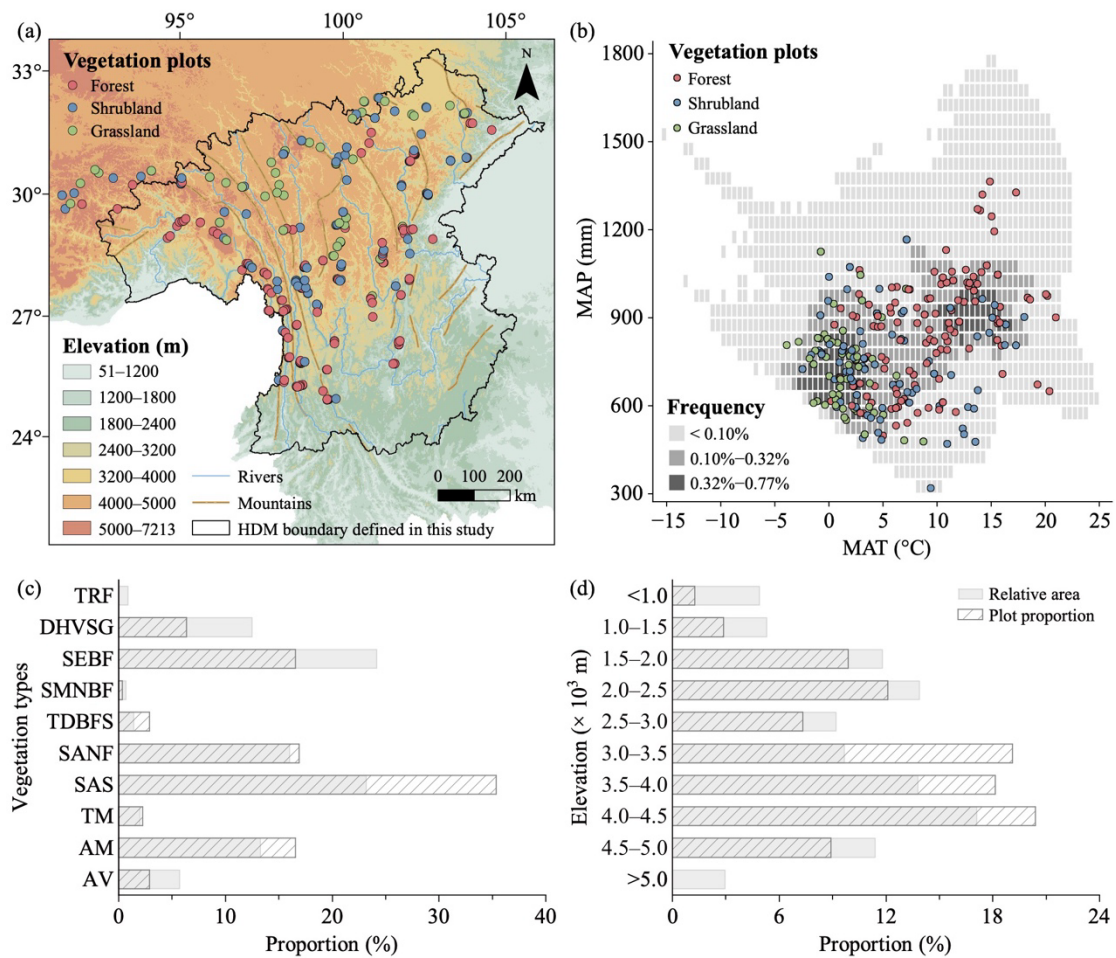 (a)
95°
100°
105°
33°
30°
27°
24°
Vegetation plots
Forest
Shrubland
Grassland
N
Elevation (m)
51–1200
1200–1800
1800–2400
2400–3200
3200–4000
4000–5000
5000–7213
Rivers
Mountains
HDM boundary defined in this study
0 100 200
km
(b)
1800
1500
1200
900
600
300
MAP (mm)
Vegetation plots
Forest
Shrubland
Grassland
Frequency
< 0.10%
0.10%–0.32%
0.32%–0.77%
−15 −10 −5 0 5 10 15 20 25
MAT (°C)
(c)
Vegetation types
TRF
DHVSG
SEBF
SMNBF
TDBFS
SANF
SAS
TM
AM
AV
0 10 20 30 40
Proportion (%)
(d)
Elevation (× 10³ m)
<1.0
1.0–1.5
1.5–2.0
2.0–2.5
2.5–3.0
3.0–3.5
3.5–4.0
4.0–4.5
4.5–5.0
>5.0
Relative area
Plot proportion
0 6 12 18 24
Proportion (%)